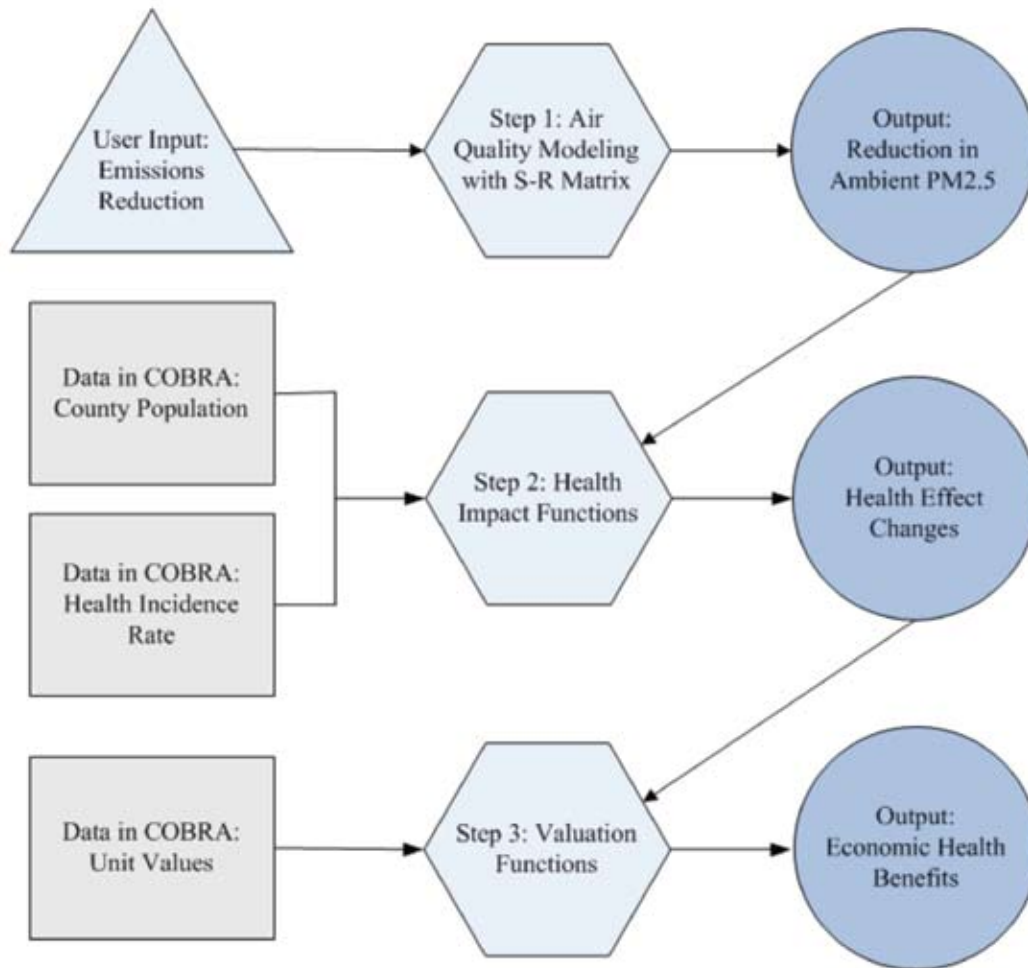 User Input:
Emissions
Reduction
Step 1: Air
Quality Modeling
with S-R Matrix
Output:
Reduction in
Ambient PM2.5
Data in COBRA:
County Population
Data in COBRA:
Health Incidence
Rate
Step 2: Health
Impact Functions
Output:
Health Effect
Changes
Data in COBRA:
Unit Values
Step 3: Valuation
Functions
Output:
Economic Health
Benefits